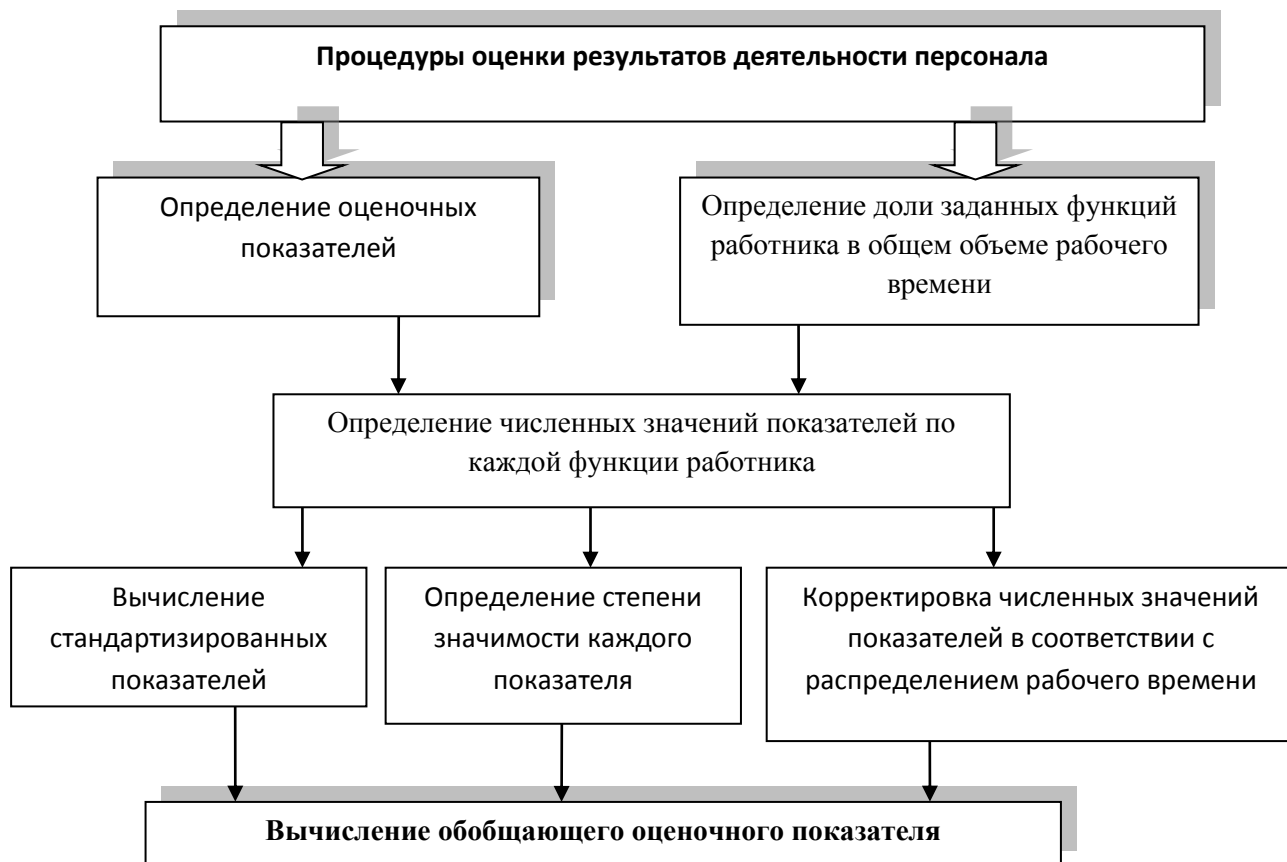 Процедуры оценки результатов деятельности персонала
Определение оценочных
показателей
Определение доли заданных функций
работника в общем объеме рабочего
времени
Определение численных значений показателей по
каждой функции работника
Вычисление
стандартизированных
показателей
Определение степени
значимости каждого
показателя
Корректировка численных значений
показателей в соответствии с
распределением рабочего времени
Вычисление обобщающего оценочного показателя